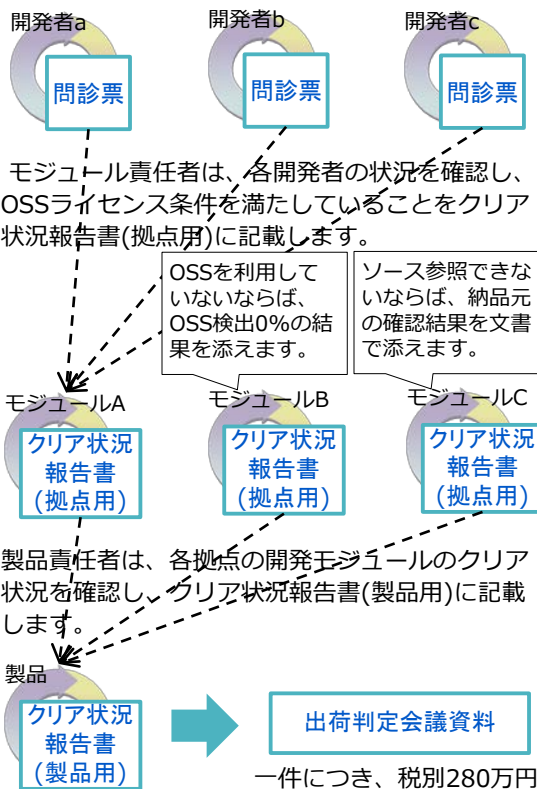 開発者a
開発者b
開発者c
問診票
問診票
問診票
モジュール責任者は、各開発者の状況を確認し、
OSSライセンス条件を満たしていることをクリア
状況報告書(拠点用)に記載します。
OSSを利用して
いないならば、
OSS検出0%の結
果を添えます。
ソース参照できな
いならば、納品元
の確認結果を文書
で添えます。
モジュールA
モジュールB
モジュールC
クリア状況
報告書
(拠点用)
クリア状況
報告書
(拠点用)
クリア状況
報告書
(拠点用)
製品責任者は、各拠点の開発モジュールのクリア
状況を確認し、クリア状況報告書(製品用)に記載
します。
製品
クリア状況
報告書
(製品用)
出荷判定会議資料
一件につき、税別280万円